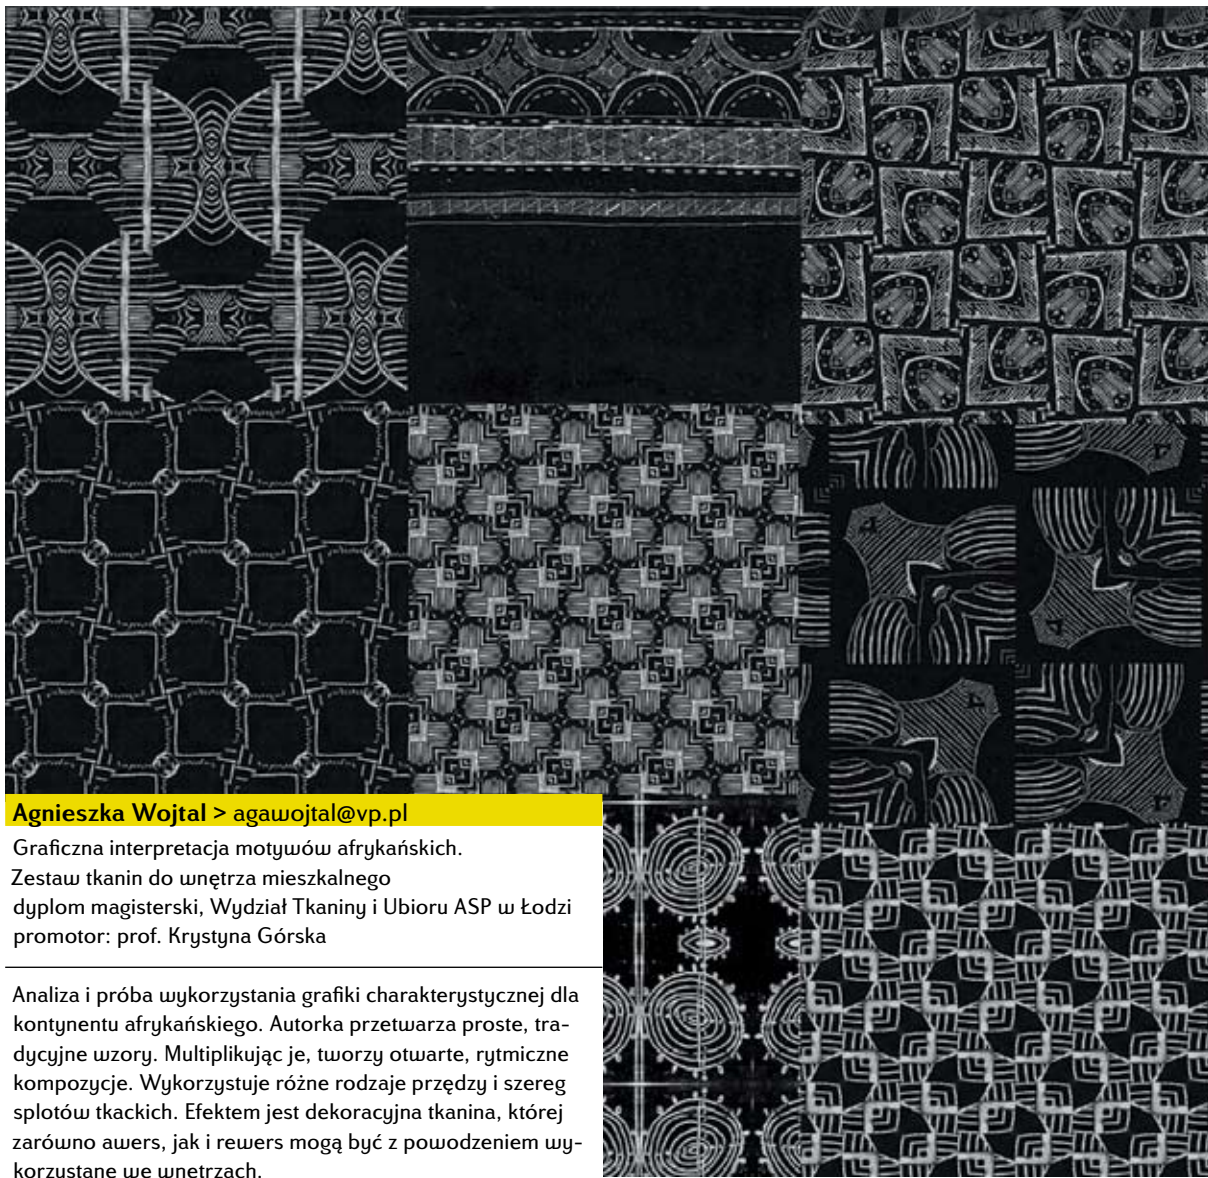 Agnieszka Wojtal > agawojtal@vp.pl
Graficzna interpretacja motywów afrykańskich.
Zestaw tkanin do wnętrza mieszkalnego
dyplom magisterski, Wydział Tkaniny i Ubioru ASP w Łodzi
promotor: prof. Krystyna Górska
Analiza i próba wykorzystania grafiki charakterystycznej dla
kontynentu afrykańskiego. Autorka przetwarza proste, tra-
dycyjne wzory. Multiplikując je, tworzy otwarte, rytmiczne
kompozycje. Wykorzystuje różne rodzaje przędzy i szereg
splotów tkackich. Efektem jest dekoracyjna tkanina, której
zarówno awers, jak i rewers mogą być z powodzeniem wy-
korzystane we wnętrzach.